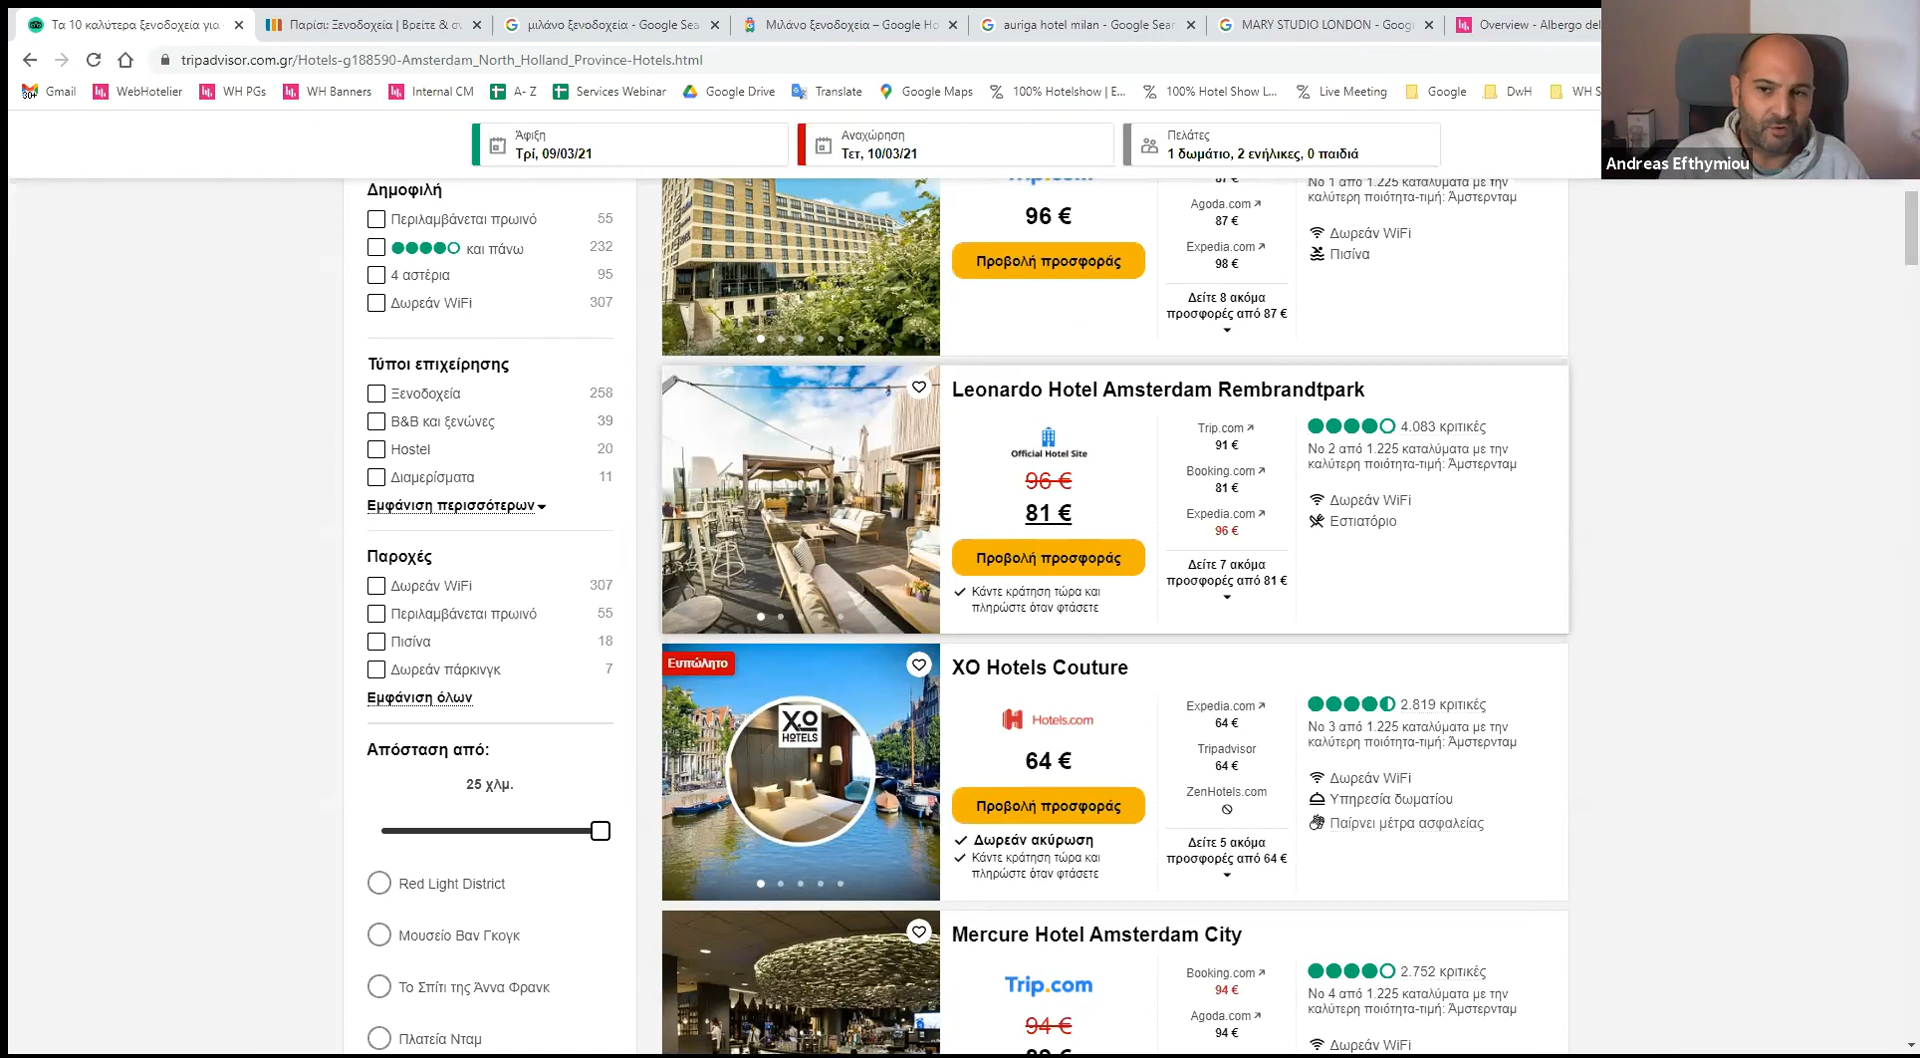 Τα 10 καλύτερα ξενοδοχεία για
Παρίσι: Ξενοδοχεία | Βρείτε & συ
μιλάνο ξενοδοχεία - Google Sea
Μιλάνο ξενοδοχεία – Google Ho
auriga hotel milan - Google Sear
MARY STUDIO LONDON - Googl
Overview - Albergo del
tripadvisor.com.gr/Hotels-g188590-Amsterdam_North_Holland_Province-Hotels.html
Gmail
WebHotelier
WH PGs
WH Banners
Internal CM
A- Z
Services Webinar
Google Drive
Translate
Google Maps
100% Hotelshow | E...
100% Hotel Show L...
Live Meeting
Google
DwH
WH S
Andreas Efthymiou
Άφιξη
Τρί, 09/03/21
Αναχώρηση
Τετ, 10/03/21
Πελάτες
1 δωμάτιο, 2 ενήλικες, 0 παιδιά
Δημοφιλή
Περιλαμβάνεται πρωινό 55
και πάνω 232
4 αστέρια 95
Δωρεάν WiFi 307
Τύποι επιχείρησης
Ξενοδοχεία 258
B&B και ξενώνες 39
Hostel 20
Διαμερίσματα 11
Εμφάνιση περισσότερων
Παροχές
Δωρεάν WiFi 307
Περιλαμβάνεται πρωινό 55
Πισίνα 18
Δωρεάν πάρκινγκ 7
Εμφάνιση όλων
Απόσταση από:
25 χλμ.
Red Light District
Μουσείο Βαν Γκογκ
Το Σπίτι της Άννα Φρανκ
Πλατεία Νταμ
Trip.com
96 €
Προβολή προσφοράς
87 €
Agoda.com
87 €
Expedia.com
98 €
Δείτε 8 ακόμα
προσφορές από 87 €
Νο 1 από 1.225 καταλύματα με την
καλύτερη ποιότητα-τιμή: Άμστερνταμ
Δωρεάν WiFi
Πισίνα
Leonardo Hotel Amsterdam Rembrandtpark
Official Hotel Site
96 €
81 €
Προβολή προσφοράς
Κάντε κράτηση τώρα και
πληρώστε όταν φτάσετε
Trip.com
91 €
Booking.com
81 €
Expedia.com
96 €
Δείτε 7 ακόμα
προσφορές από 81 €
4.083 κριτικές
Νο 2 από 1.225 καταλύματα με την
καλύτερη ποιότητα-τιμή: Άμστερνταμ
Δωρεάν WiFi
Εστιατόριο
Ευπώλητο
XO
HOTELS
XO Hotels Couture
Hotels.com
64 €
Προβολή προσφοράς
Δωρεάν ακύρωση
Κάντε κράτηση τώρα και
πληρώστε όταν φτάσετε
Expedia.com
64 €
Tripadvisor
64 €
ZenHotels.com
Δείτε 5 ακόμα
προσφορές από 64 €
2.819 κριτικές
Νο 3 από 1.225 καταλύματα με την
καλύτερη ποιότητα-τιμή: Άμστερνταμ
Δωρεάν WiFi
Υπηρεσία δωματίου
Παίρνει μέτρα ασφαλείας
Mercure Hotel Amsterdam City
Trip.com
94 €
Booking.com
94 €
Agoda.com
94 €
2.752 κριτικές
Νο 4 από 1.225 καταλύματα με την
καλύτερη ποιότητα-τιμή: Άμστερνταμ
Δωρεάν WiFi